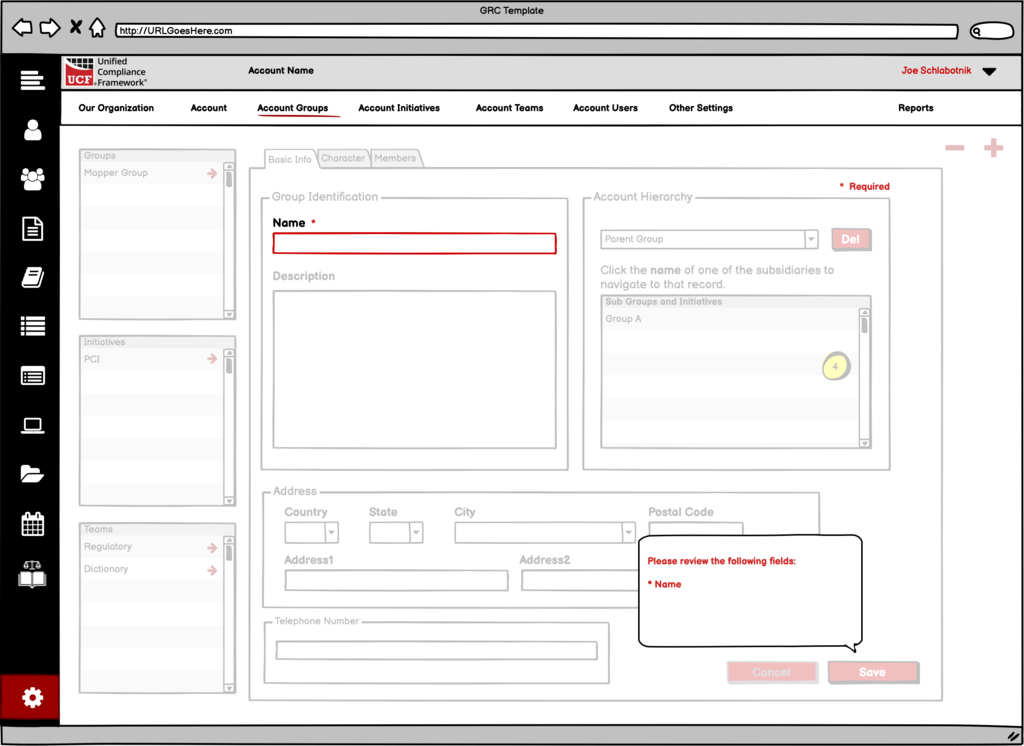 GRC Template
http://URLGoesHere.com
UCF
Unified
Compliance
Framework®
Account Name
Joe Schlabotnik
Our Organization
Account
Account Groups
Account Initiatives
Account Teams
Account Users
Other Settings
Reports
Groups
Mapper Group
Initiatives
PCI
Teams
Regulatory
Dictionary
Basic Info
Character
Members
* Required
Group Identification
Name *
Description
Account Hierarchy
Parent Group
Del
Click the name of one of the subsidiaries to
navigate to that record.
Sub Groups and Initiatives
Group A
4
Address
Country
State
City
Postal Code
Address1
Address2
Telephone Number
Please review the following fields:
* Name
Cancel
Save